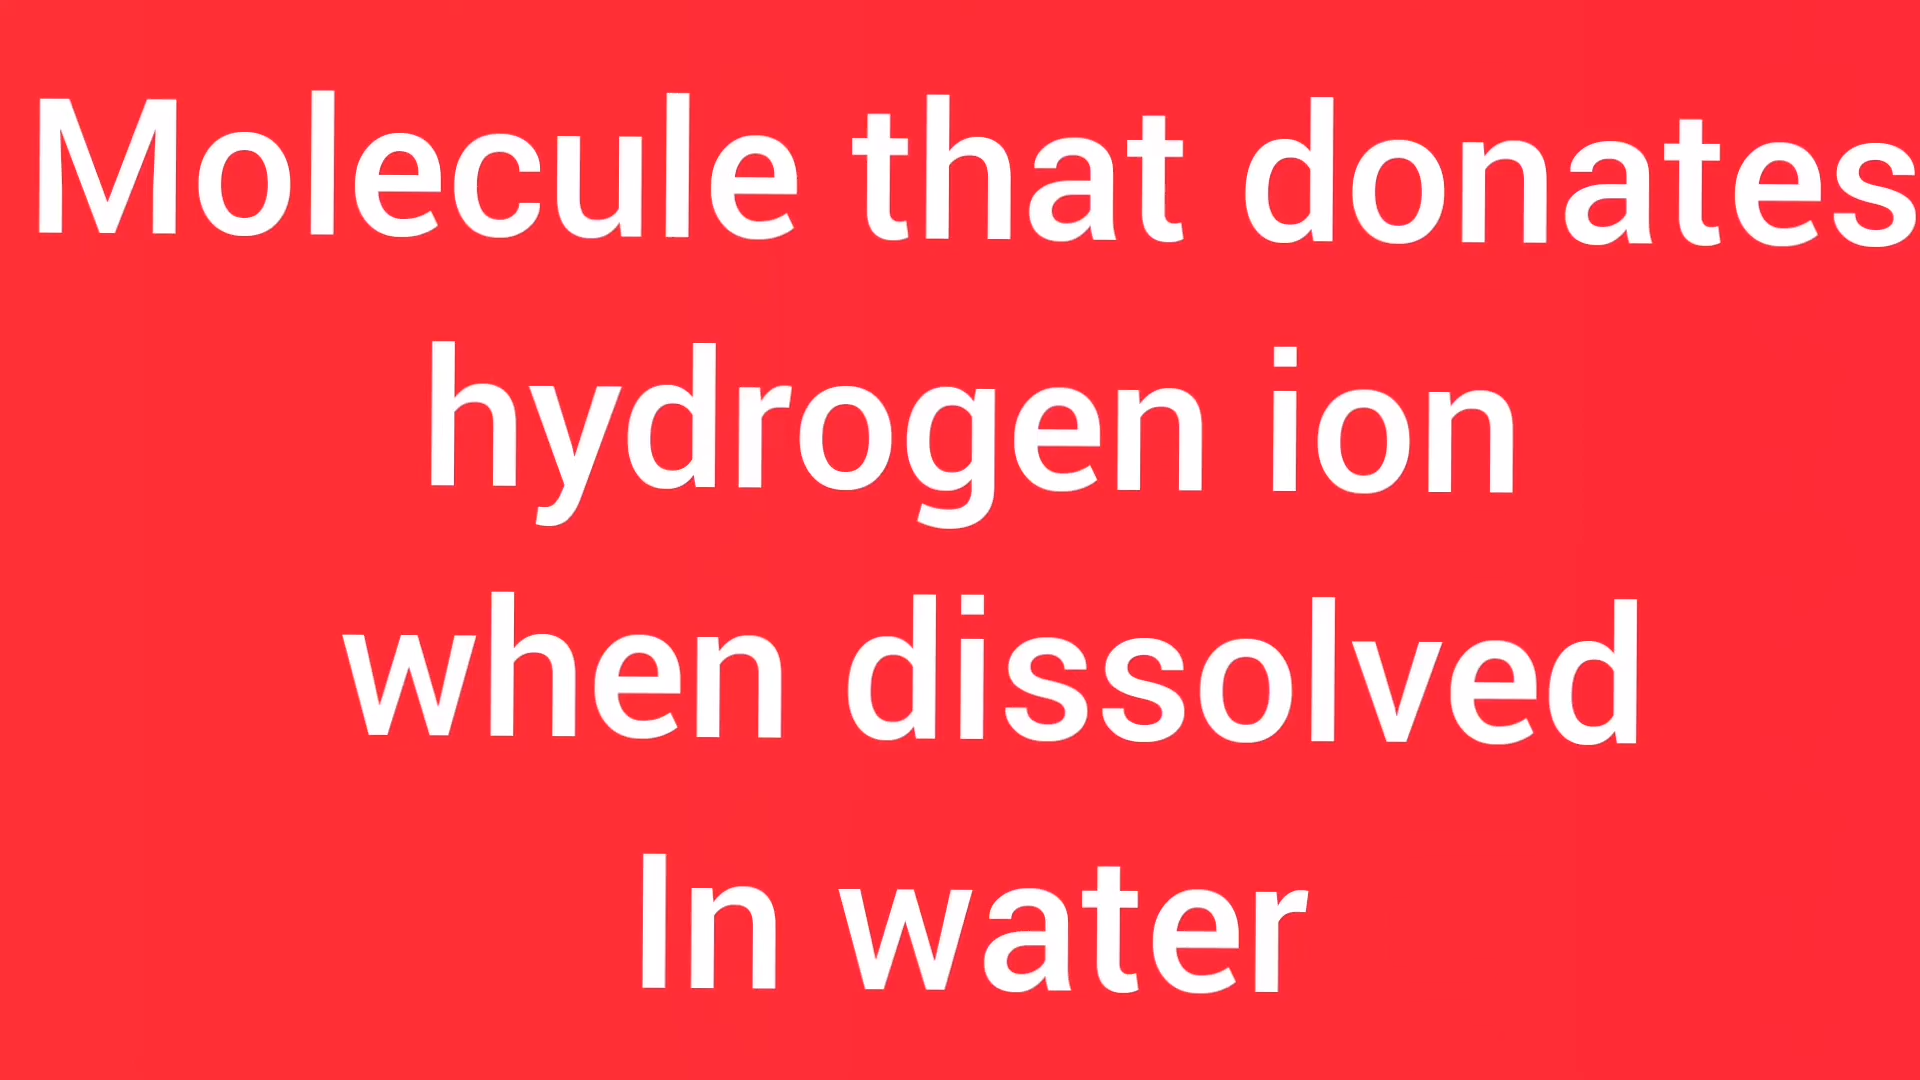 Molecule that donates
hydrogen ion
when dissolved
In water